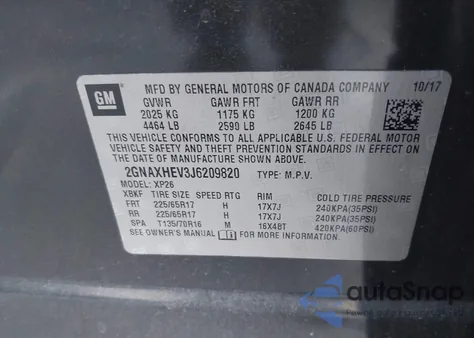 GM
MFD BY GENERAL MOTORS OF CANADA COMPANY 10/17
GVWR GAWR FRT GAWR RR
2025 KG 1175 KG 1200 KG
4464 LB 2590 LB 2645 LB
THIS VEHICLE CONFORMS TO ALL APPLICABLE U.S. FEDERAL MOTOR
VEHICLE SAFETY AND THEFT PREVENTION STANDARDS IN EFFECT ON
THE DATE OF MANUFACTURE SHOWN ABOVE.
2GNAXHEV3J6209820 TYPE: M.P.V.
MODEL: XP26
XBKF TIRE SIZE SPEED RTG RIM COLD TIRE PRESSURE
FRT 225/65R17 H 17X7J 240KPA(35PSI)
RR 225/65R17 H 17X7J 240KPA(35PSI)
SPA T135/70R16 M 16X4BT 420KPA(60PSI)
SEE OWNER'S MANUAL FOR MORE INFORMATION.
autoSnap